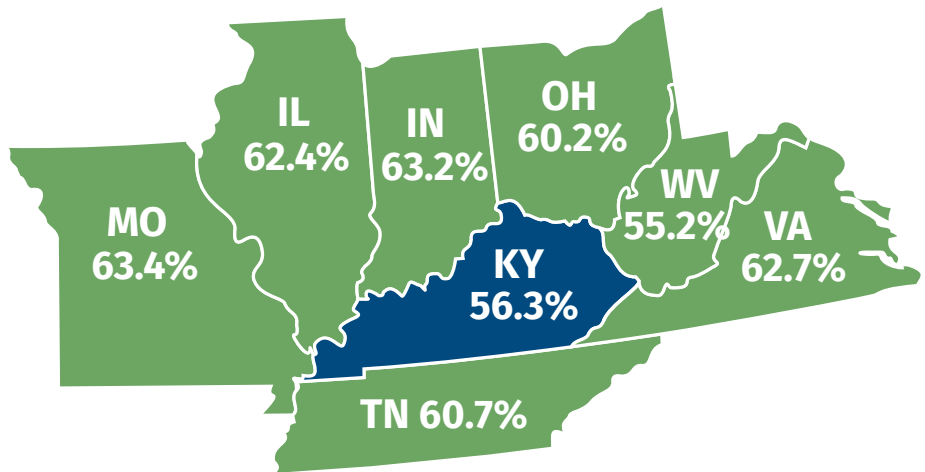 IL
62.4%
IN
63.2%
OH
60.2%
MO
63.4%
KY
56.3%
WV
55.2%
VA
62.7%
TN 60.7%